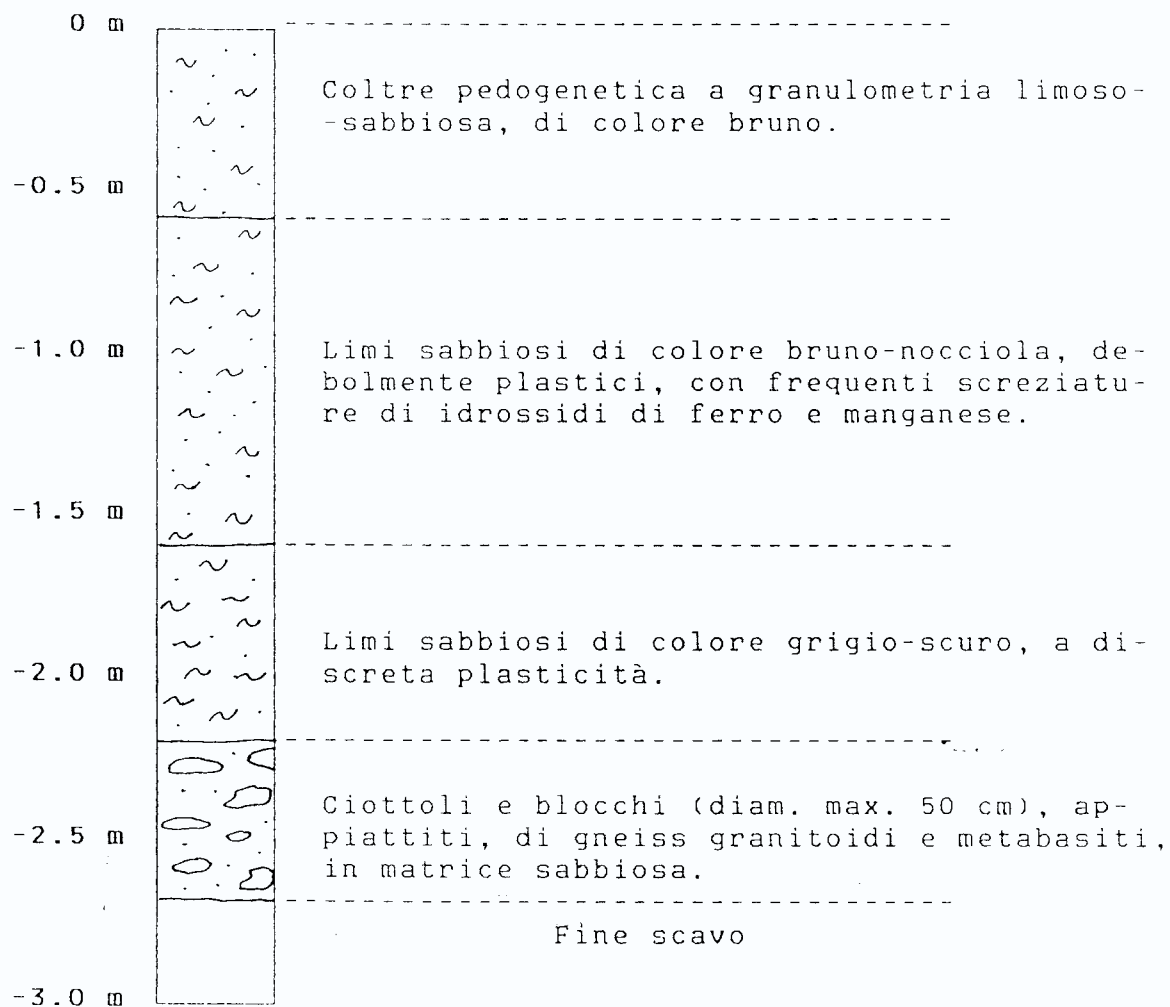 0 m
Coltre pedogenetica a granulometria limoso-
-sabbiosa, di colore bruno.
-0.5 m
-1.0 m
Limi sabbiosi di colore bruno-nocciola, de-
bolmente plastici, con frequenti screziatu-
re di idrossidi di ferro e manganese.
-1.5 m
Limi sabbiosi di colore grigio-scuro, a di-
screta plasticità.
-2.0 m
Ciottoli e blocchi (diam. max. 50 cm), ap-
piattiti, di gneiss granitoidi e metabasiti,
in matrice sabbiosa.
-2.5 m
Fine scavo
-3.0 m